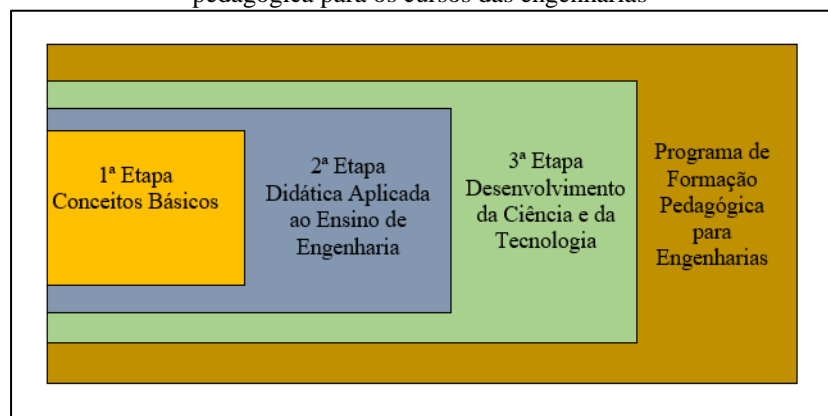 pedagógica para os cursos das engenharias
1ª Etapa
Conceitos Básicos
2ª Etapa
Didática Aplicada
ao Ensino de
Engenharia
3ª Etapa
Desenvolvimento
da Ciência e da
Tecnologia
Programa de
Formação
Pedagógica
para
Engenharias